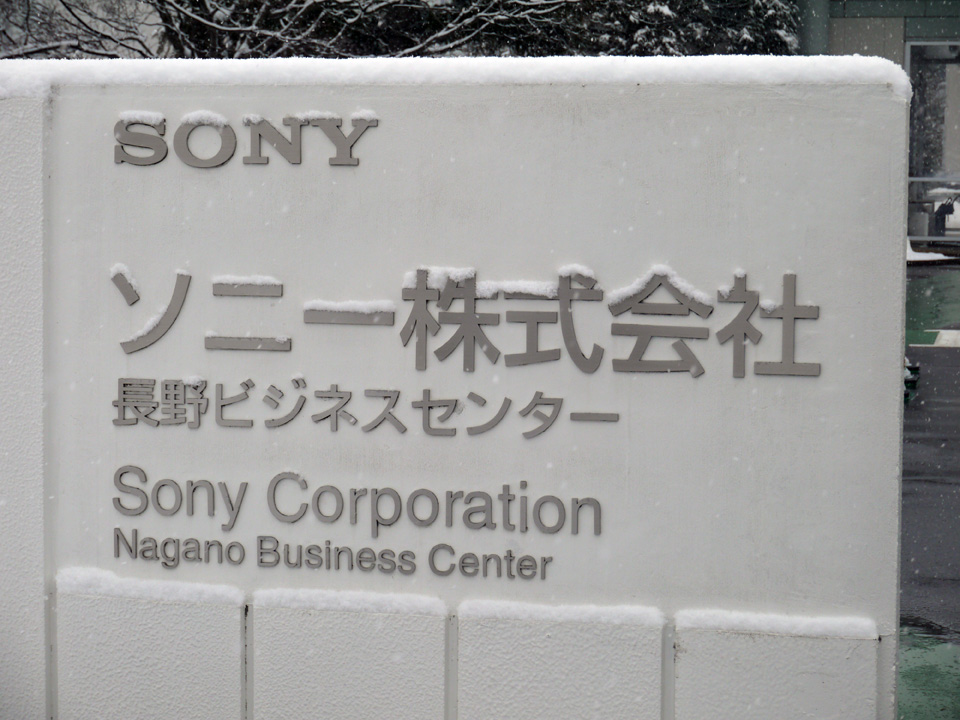 SONY
ソニー株式会社
長野ビジネスセンター
Sony Corporation
Nagano Business Center